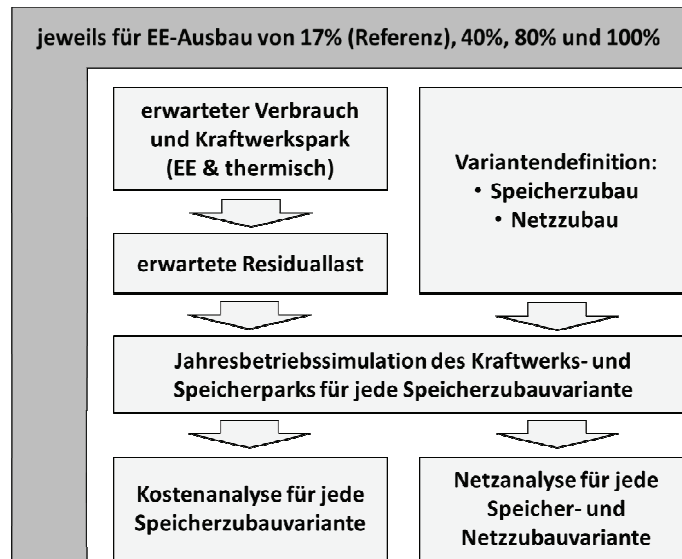 jeweils für EE-Ausbau von 17% (Referenz), 40%, 80% und 100%
erwarteter Verbrauch
und Kraftwerkspark
(EE & thermisch)
Variantendefinition:
• Speicherzubau
• Netzzubau
erwartete Residuallast
Jahresbetriebssimulation des Kraftwerks- und
Speicherparks für jede Speicherzubauvariante
Kostenanalyse für jede
Speicherzubauvariante
Netzanalyse für jede
Speicher- und
Netzzubauvariante